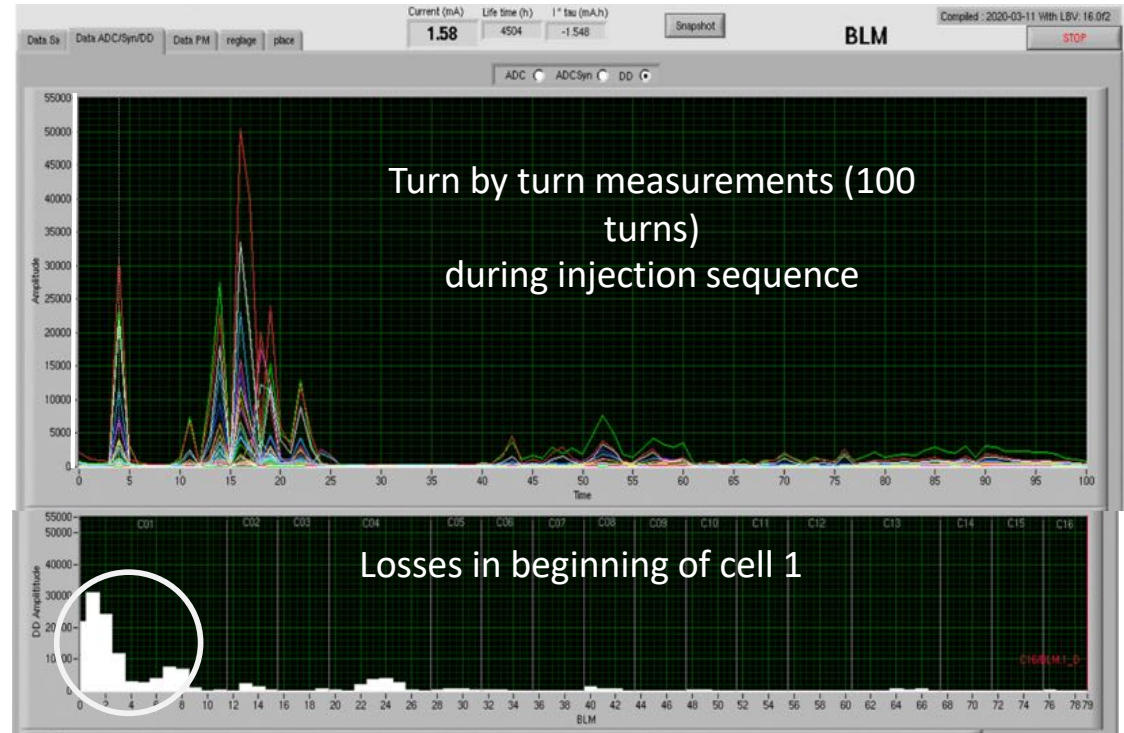 Current (mA) Life time (h) I * tau (mA.h)
Compiled : 2020-03-11 With LBV: 16.0f2
1.58 4504 -1.548 Snapshot BLM STOP
Data Sa Data ADC/Syn/DD Data PM reglage place
ADC ADCSyn DD
55000
50000
45000
40000
35000
30000
25000
20000
15000
10000
5000
0
Amplitude
Turn by turn measurements (100
turns)
during injection sequence
0 5 10 15 20 25 30 35 40 45 50 55 60 65 70 75 80 85 90 95 100
Time
55000
50000
40000
30000
20000
10000
0
DD Amplitude
C01 C02 C03 C04 C05 C06 C07 C08 C09 C10 C11 C12 C13 C14 C15 C16
Losses in beginning of cell 1
C16/BLM.1_D
0 2 4 6 8 10 12 14 16 18 20 22 24 26 28 30 32 34 36 38 40 42 44 46 48 50 52 54 56 58 60 62 64 66 68 70 72 74 76 78 79
BLM